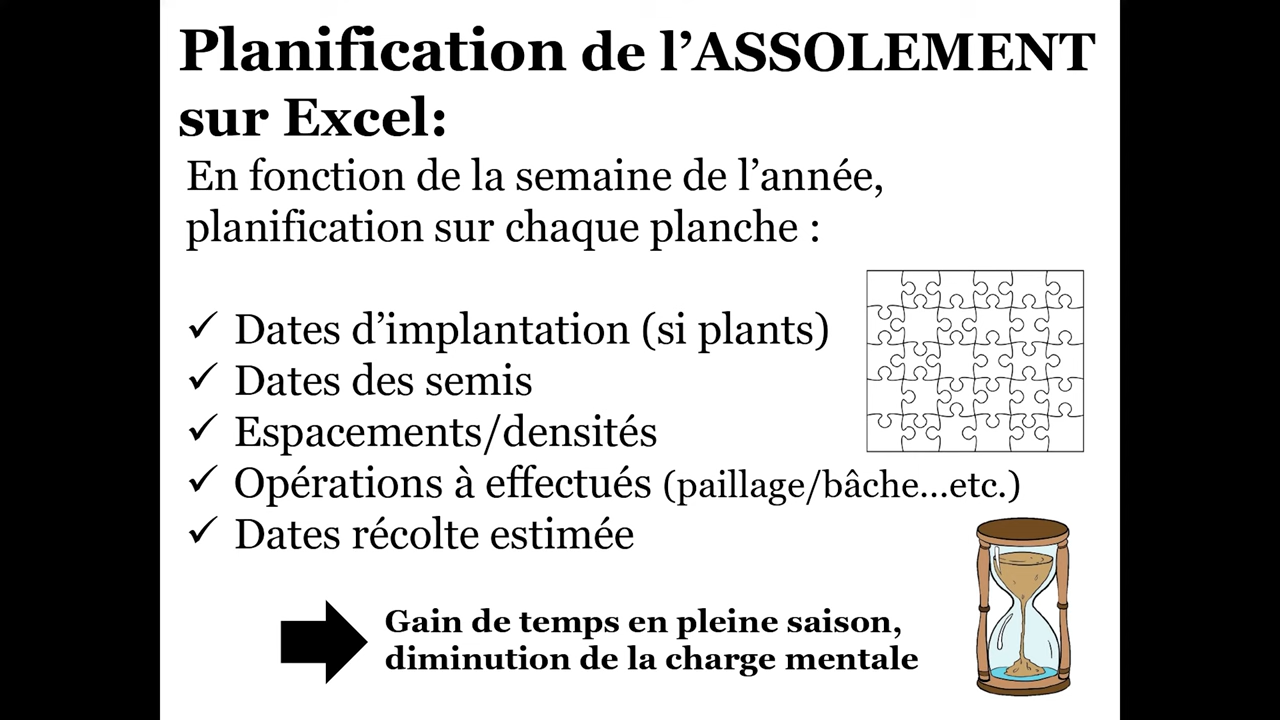 Planification de l’ASSOLEMENT
sur Excel:
En fonction de la semaine de l’année,
planification sur chaque planche :
✓ Dates d’implantation (si plants)
✓ Dates des semis
✓ Espacements/densités
✓ Opérations à effectués (paillage/bâche...etc.)
✓ Dates récolte estimée
Gain de temps en pleine saison,
diminution de la charge mentale